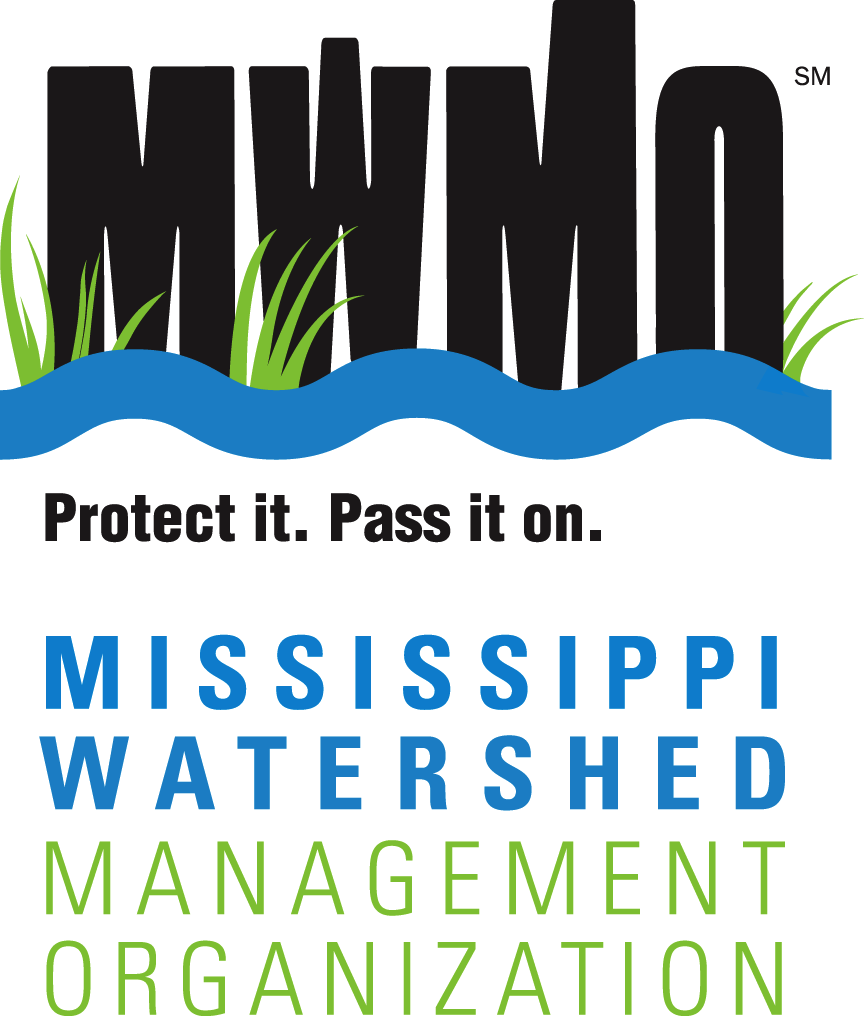 MWMO SM
Protect it. Pass it on.
MISSISSIPPI
WATERSHED
MANAGEMENT
ORGANIZATION